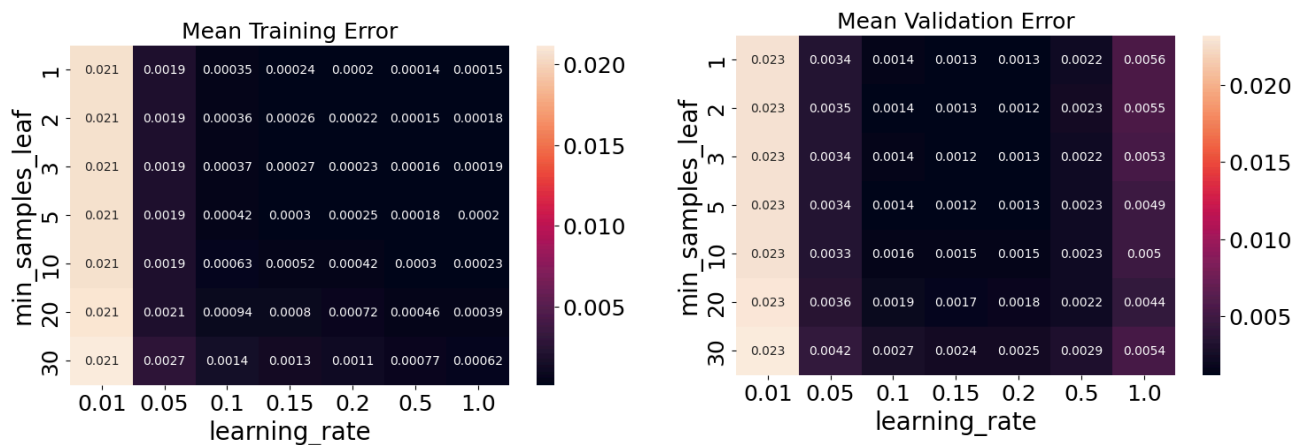 Mean Training Error
min_samples_leaf
1 0.021 0.0019 0.00035 0.00024 0.0002 0.00014 0.00015
2 0.021 0.0019 0.00036 0.00026 0.00022 0.00015 0.00018
3 0.021 0.0019 0.00037 0.00027 0.00023 0.00016 0.00019
5 0.021 0.0019 0.00042 0.0003 0.00025 0.00018 0.0002
10 0.021 0.0019 0.00063 0.00052 0.00042 0.0003 0.00023
20 0.021 0.0021 0.00094 0.0008 0.00072 0.00046 0.00039
30 0.021 0.0027 0.0014 0.0013 0.0011 0.00077 0.00062
0.01 0.05 0.1 0.15 0.2 0.5 1.0
learning_rate
0.020
0.015
0.010
0.005
Mean Validation Error
min_samples_leaf
1 0.023 0.0034 0.0014 0.0013 0.0013 0.0022 0.0056
2 0.023 0.0035 0.0014 0.0013 0.0012 0.0023 0.0055
3 0.023 0.0034 0.0014 0.0012 0.0013 0.0022 0.0053
5 0.023 0.0034 0.0014 0.0012 0.0013 0.0023 0.0049
10 0.023 0.0033 0.0016 0.0015 0.0015 0.0023 0.005
20 0.023 0.0036 0.0019 0.0017 0.0018 0.0022 0.0044
30 0.023 0.0042 0.0027 0.0024 0.0025 0.0029 0.0054
0.01 0.05 0.1 0.15 0.2 0.5 1.0
learning_rate
0.020
0.015
0.010
0.005